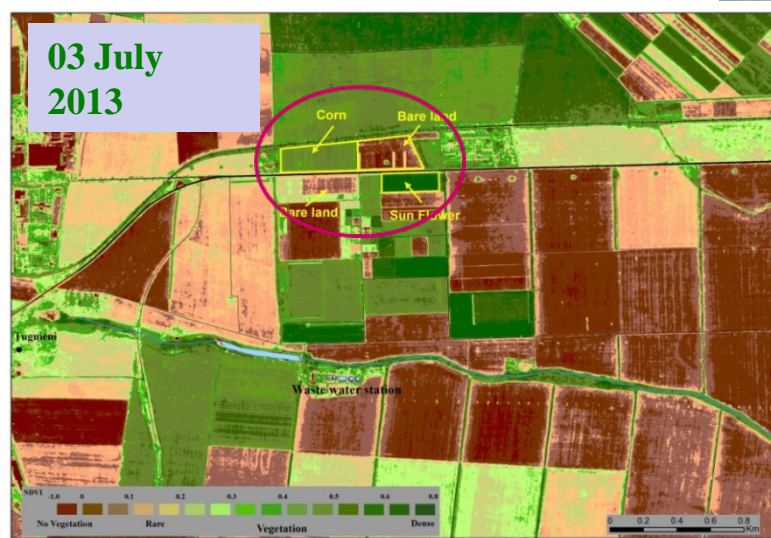 03 July
2013
Corn
Bare land
Bare land
Sun Flower
Tuguieni
Waste water station
NDVI -1.0 0 0.1 0.2 0.3 0.4 0.5 0.6 0.8
No Vegetation Rare Vegetation Dense
0 0.2 0.4 0.6 0.8
Km